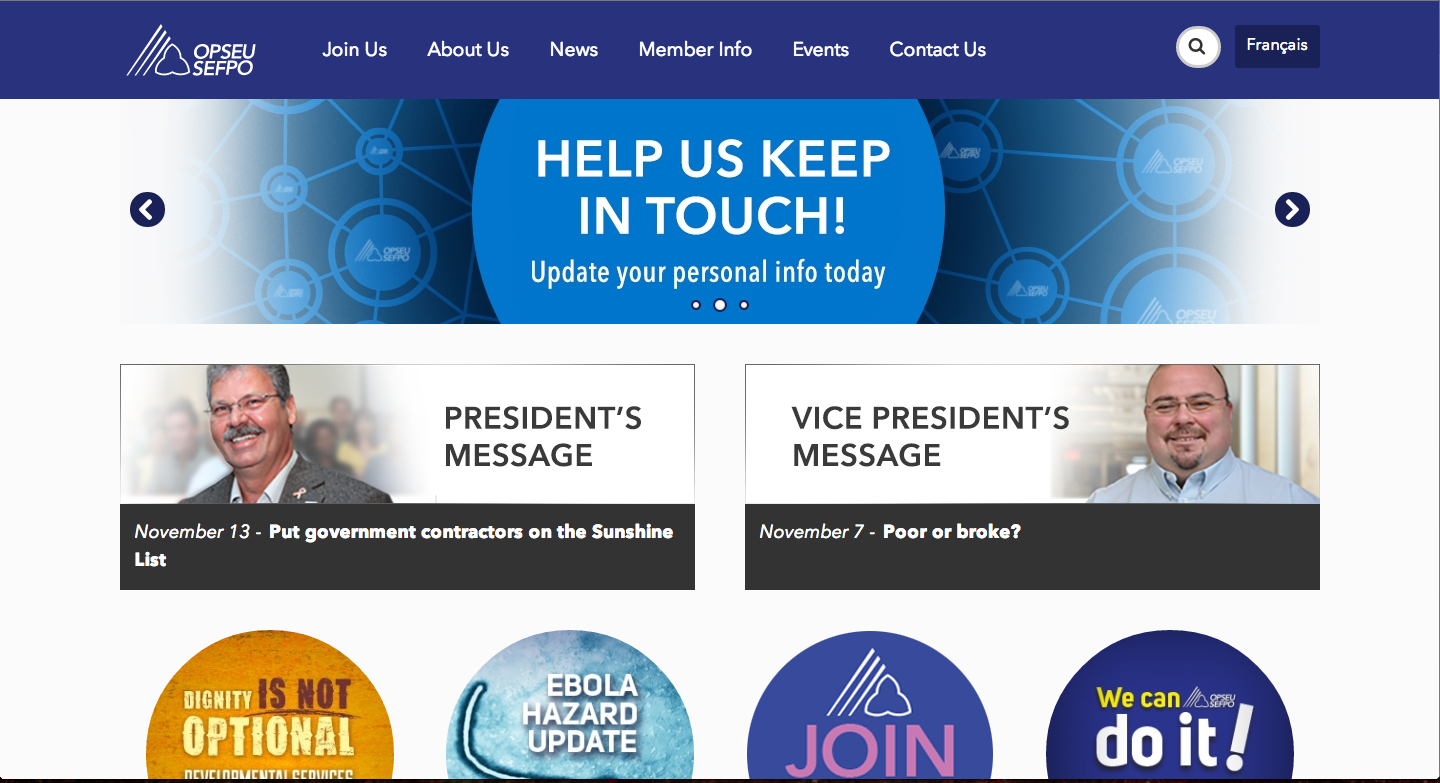 OPSEU
SEFPO
Join Us
About Us
News
Member Info
Events
Contact Us
Français
HELP US KEEP
IN TOUCH!
Update your personal info today
OPSEU
SEFPO
OPSEU
SEFPO
PRESIDENT'S
MESSAGE
VICE PRESIDENT'S
MESSAGE
November 13 - Put government contractors on the Sunshine
List
November 7 - Poor or broke?
DIGNITY IS NOT
OPTIONAL
DEVELOPMENTAL SERVICES
EBOLA
HAZARD
UPDATE
JOIN
We can OPSEU
SEFPO
do it!